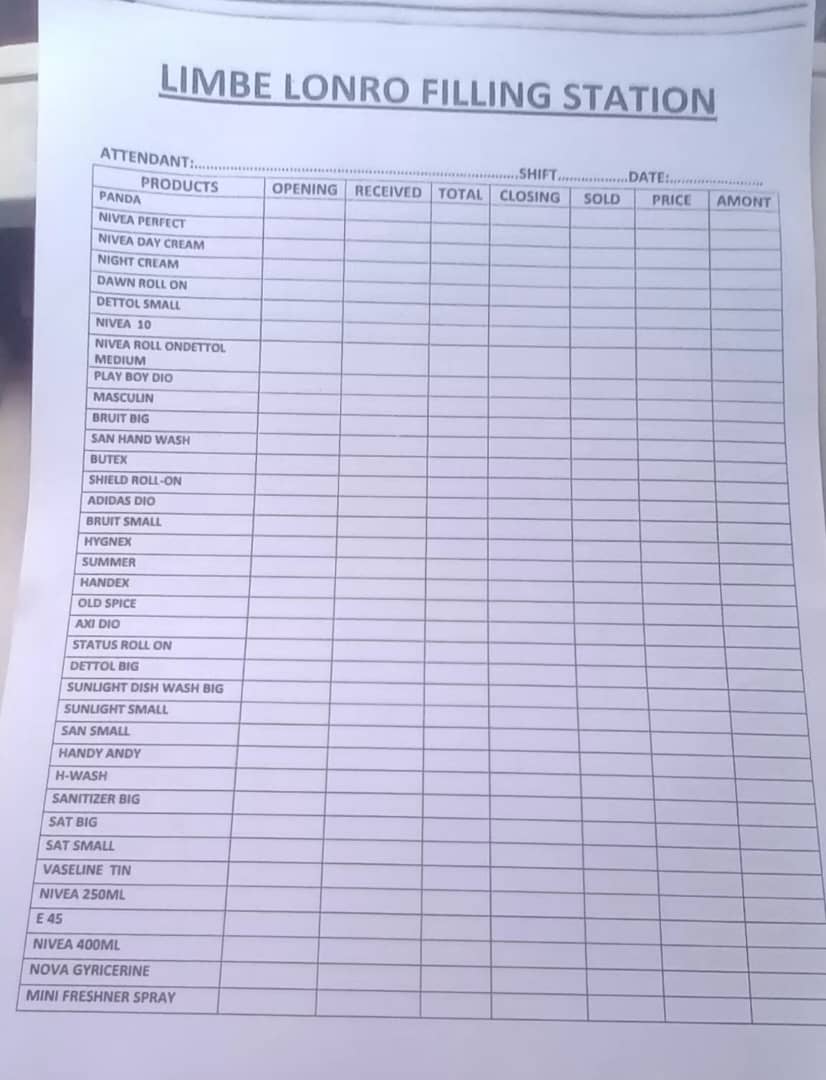 LIMBE LONRO FILLING STATION
ATTENDANT:....................................................................................SHIFT..................DATE:........................
PRODUCTS OPENING RECEIVED TOTAL CLOSING SOLD PRICE AMONT
PANDA
NIVEA PERFECT
NIVEA DAY CREAM
NIGHT CREAM
DAWN ROLL ON
DETTOL SMALL
NIVEA 10
NIVEA ROLL ONDETTOL
MEDIUM
PLAY BOY DIO
MASCULIN
BRUIT BIG
SAN HAND WASH
BUTEX
SHIELD ROLL-ON
ADIDAS DIO
BRUIT SMALL
HYGNEX
SUMMER
HANDEX
OLD SPICE
AXI DIO
STATUS ROLL ON
DETTOL BIG
SUNLIGHT DISH WASH BIG
SUNLIGHT SMALL
SAN SMALL
HANDY ANDY
H-WASH
SANITIZER BIG
SAT BIG
SAT SMALL
VASELINE TIN
NIVEA 250ML
E 45
NIVEA 400ML
NOVA GYRICERINE
MINI FRESHNER SPRAY